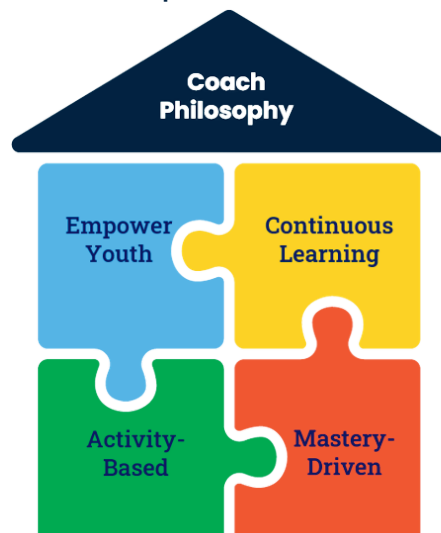 Coach
Philosophy
Empower
Youth
Continuous
Learning
Activity-
Based
Mastery-
Driven